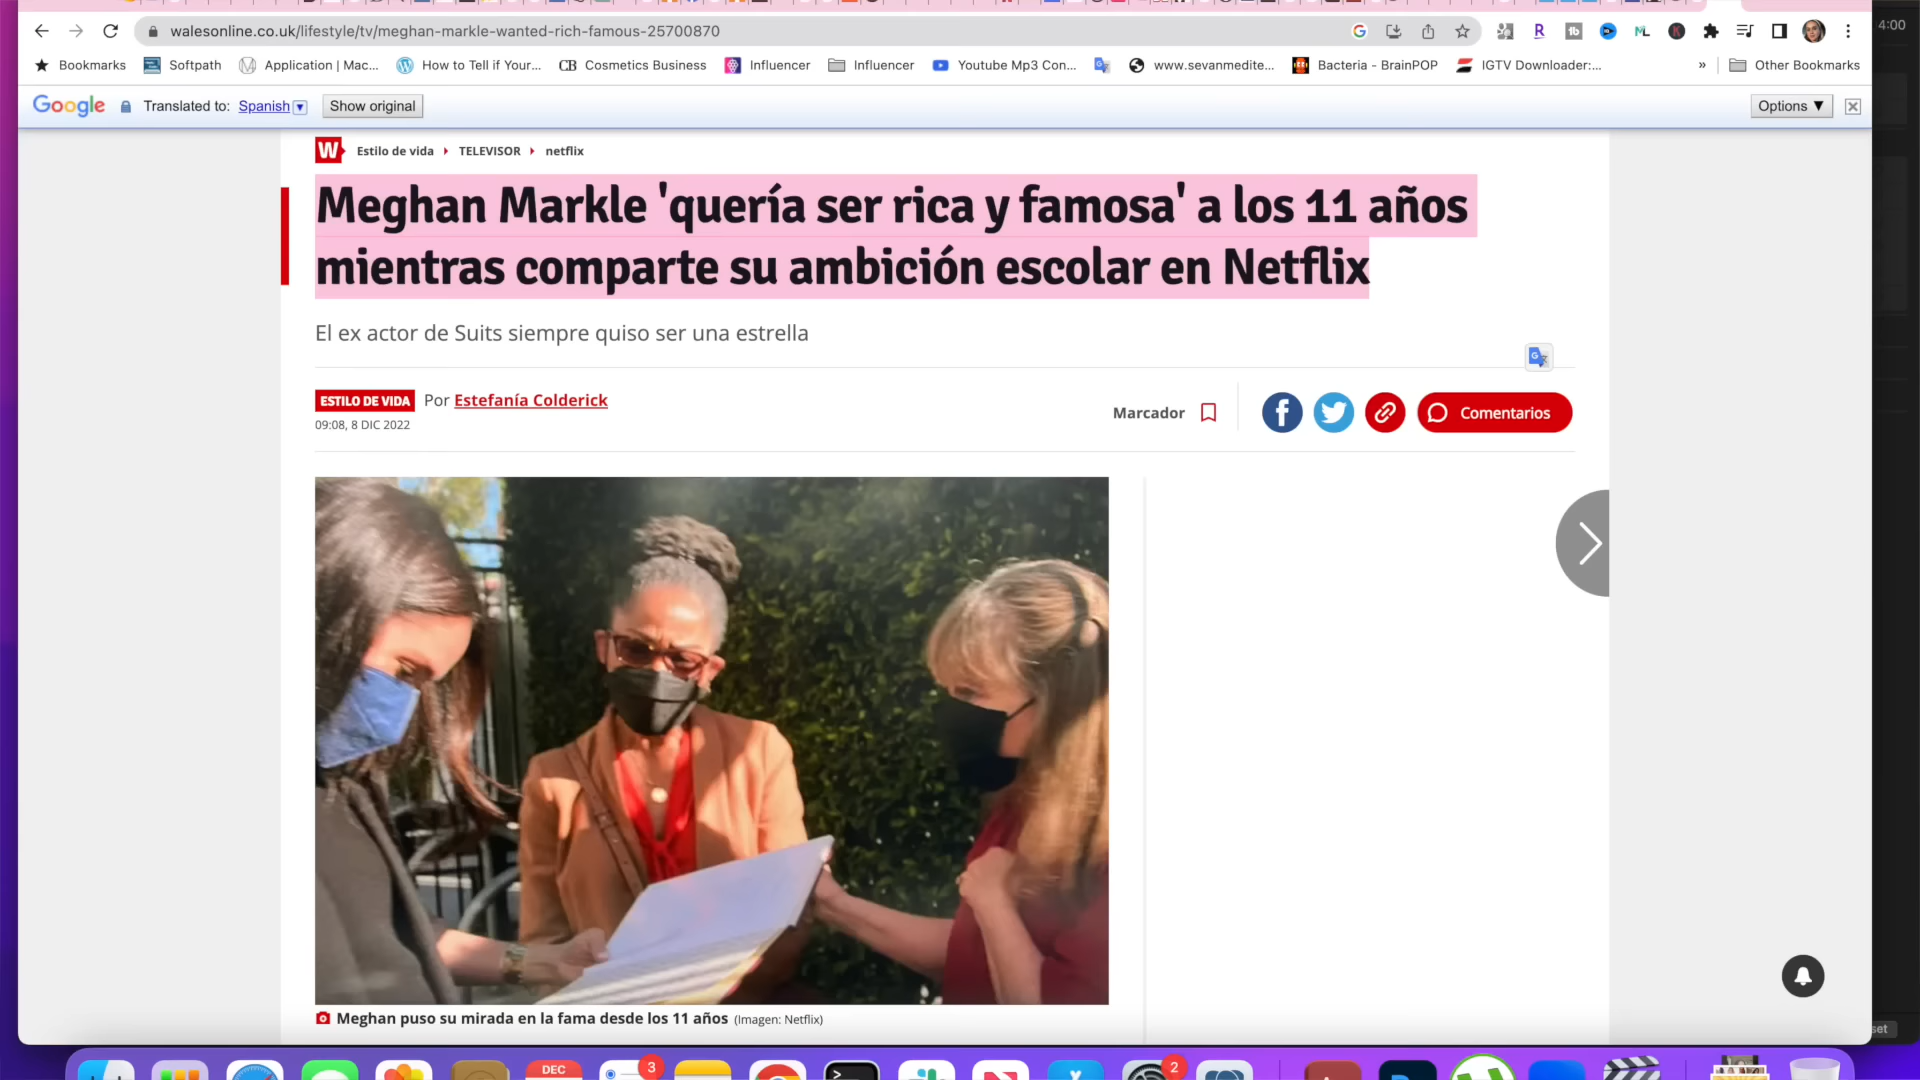 4:00
walesonline.co.uk/lifestyle/tv/meghan-markle-wanted-rich-famous-25700870
Bookmarks Softpath Application | Mac... How to Tell if Your... CB Cosmetics Business Influencer Influencer Youtube Mp3 Con... www.sevanmedite... Bacteria - BrainPOP IGTV Downloader:... » Other Bookmarks
Google Translated to: Spanish Show original Options ▼
W Estilo de vida TELEVISOR netflix
Meghan Markle 'quería ser rica y famosa' a los 11 años
mientras comparte su ambición escolar en Netflix
El ex actor de Suits siempre quiso ser una estrella
ESTILO DE VIDA Por Estefanía Colderick
09:08, 8 DIC 2022
Marcador Comentarios
Meghan puso su mirada en la fama desde los 11 años (Imagen: Netflix)
set
DEC 3 2